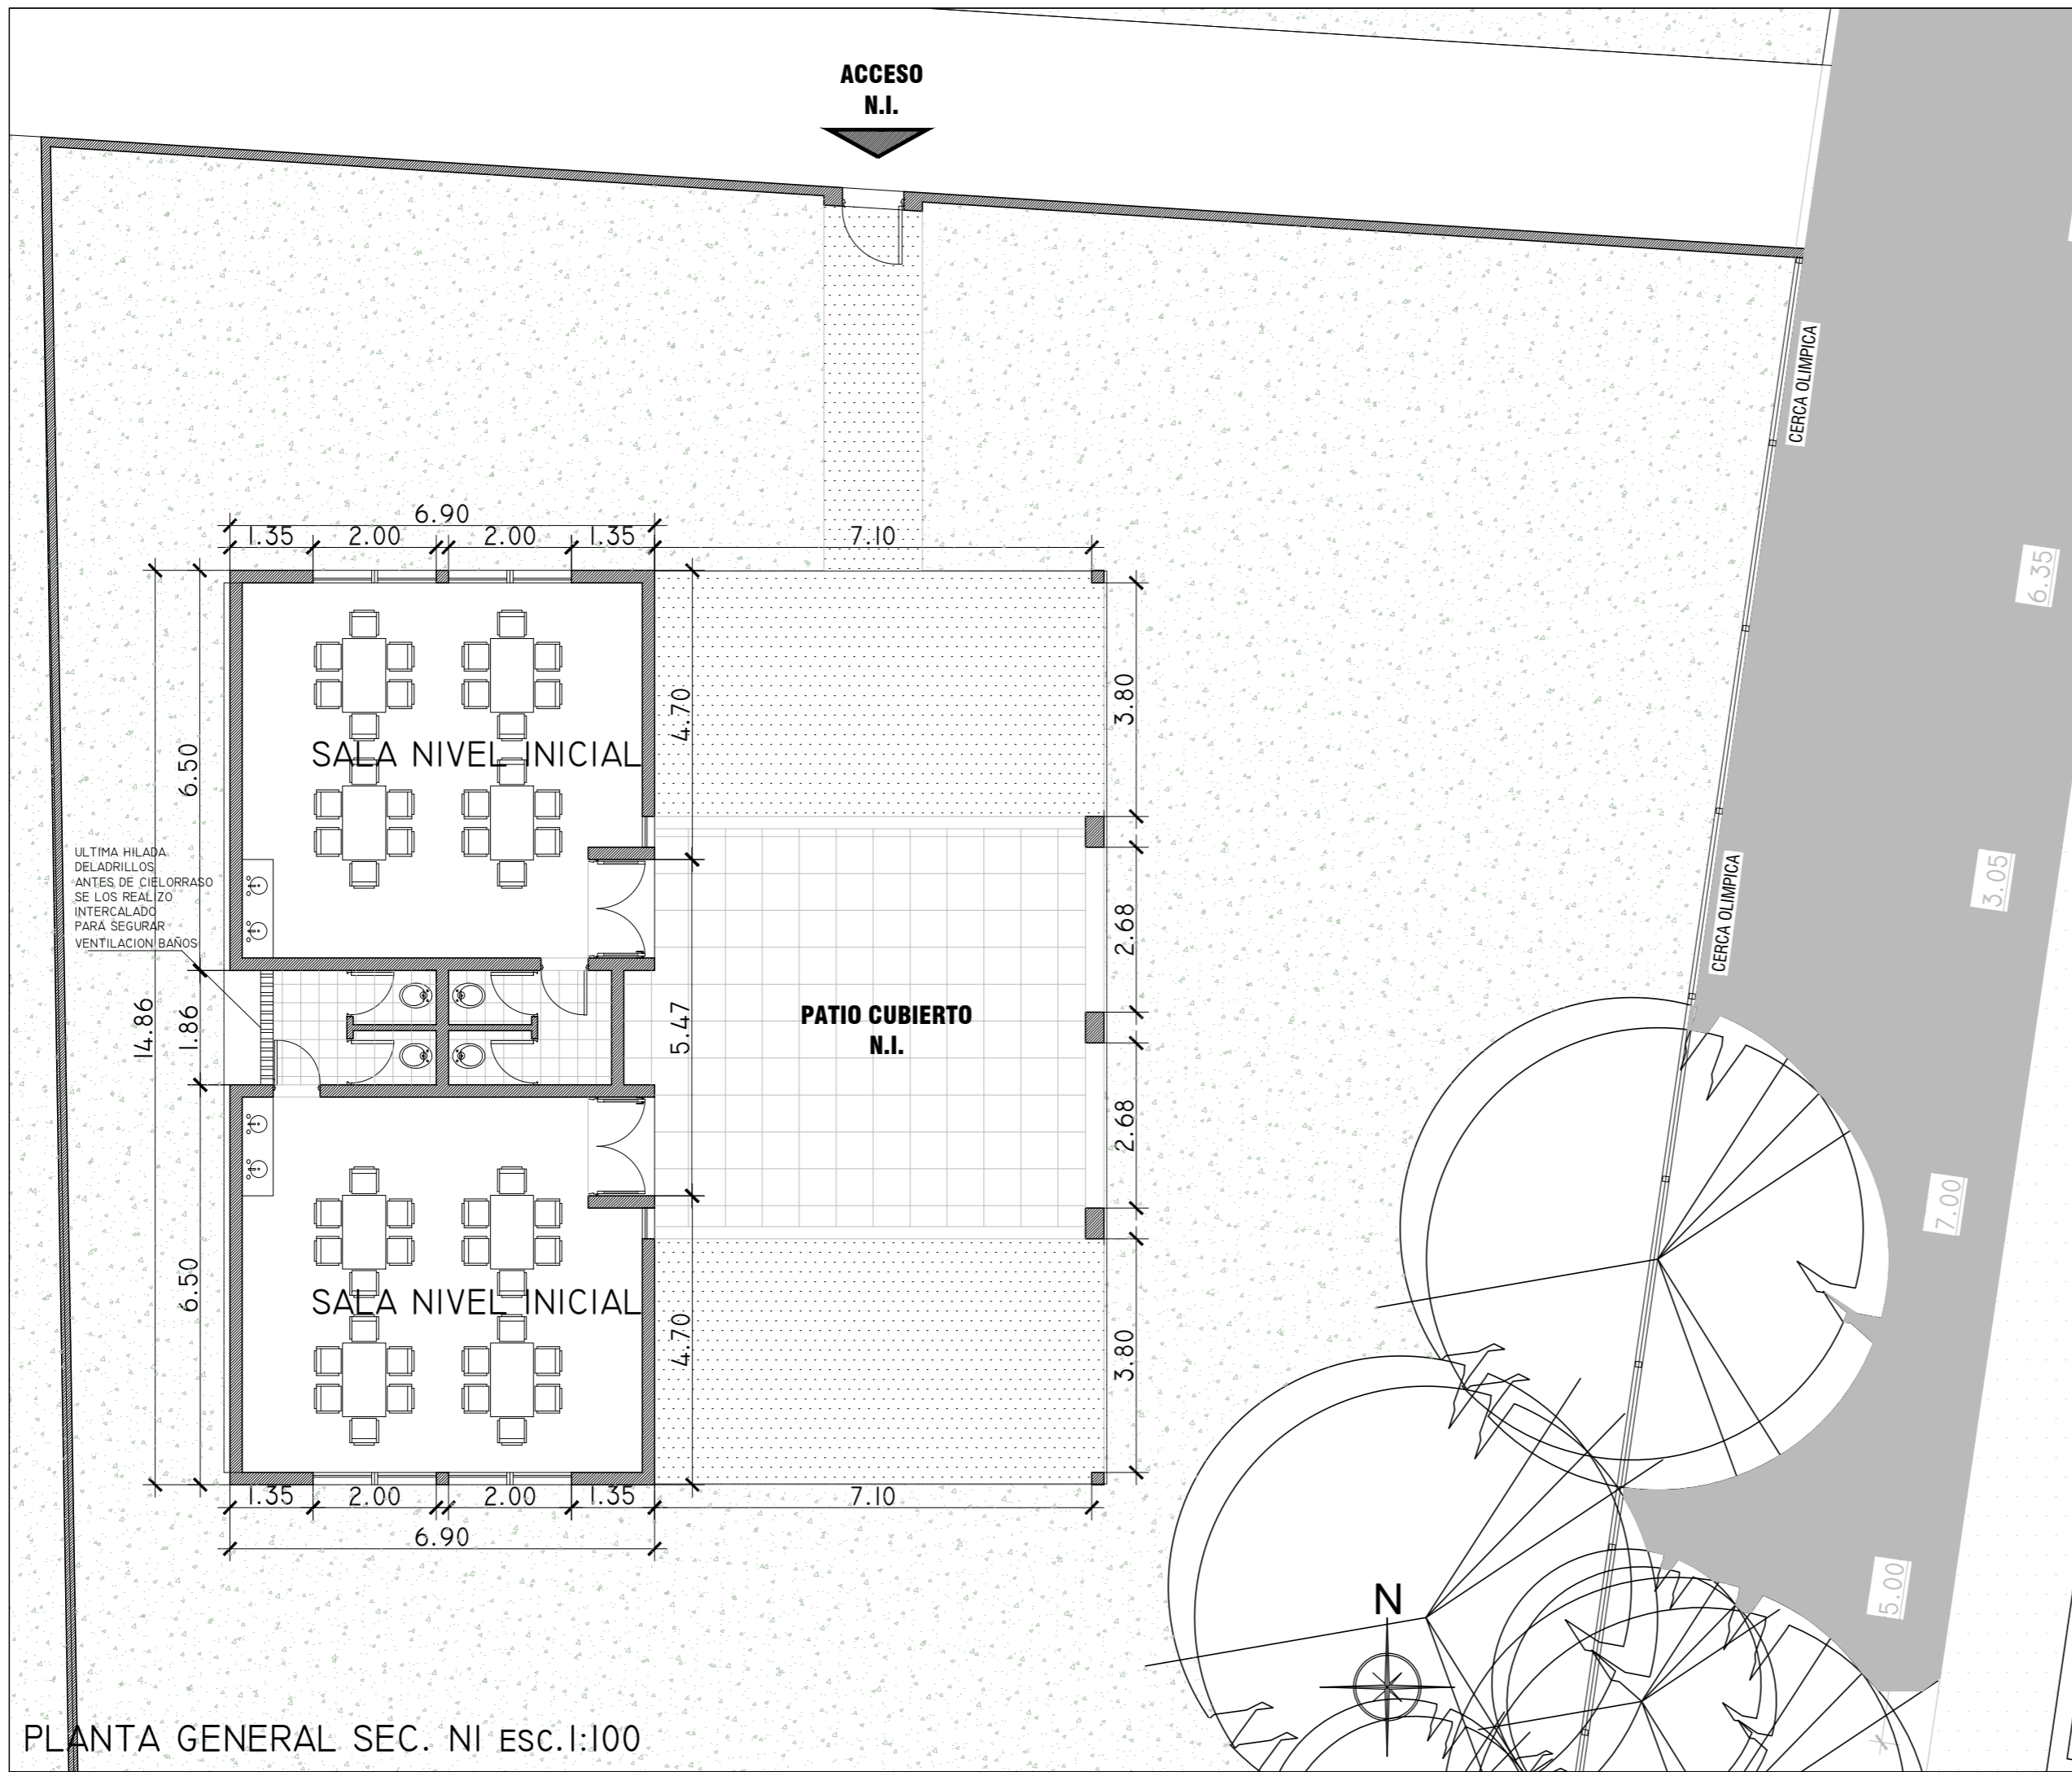 ACCESO
N.I.
CERCA OLIMPICA
6.90
1.35
2.00
2.00
1.35
7.10
6.35
4.70
3.80
SALA NIVEL INICIAL
6.50
ULTIMA HILADA
DELADRILLOS
ANTES DE CIELORRASO
SE LOS REALIZO
INTERCALADO
PARA SEGURAR
VENTILACION BAÑOS
CERCA OLIMPICA
3.05
2.68
14.86
1.86
5.47
PATIO CUBIERTO
N.I.
2.68
7.00
6.50
SALA NIVEL INICIAL
4.70
3.80
1.35
2.00
2.00
1.35
7.10
6.90
5.00
N
PLANTA GENERAL SEC. NI ESC.1:100